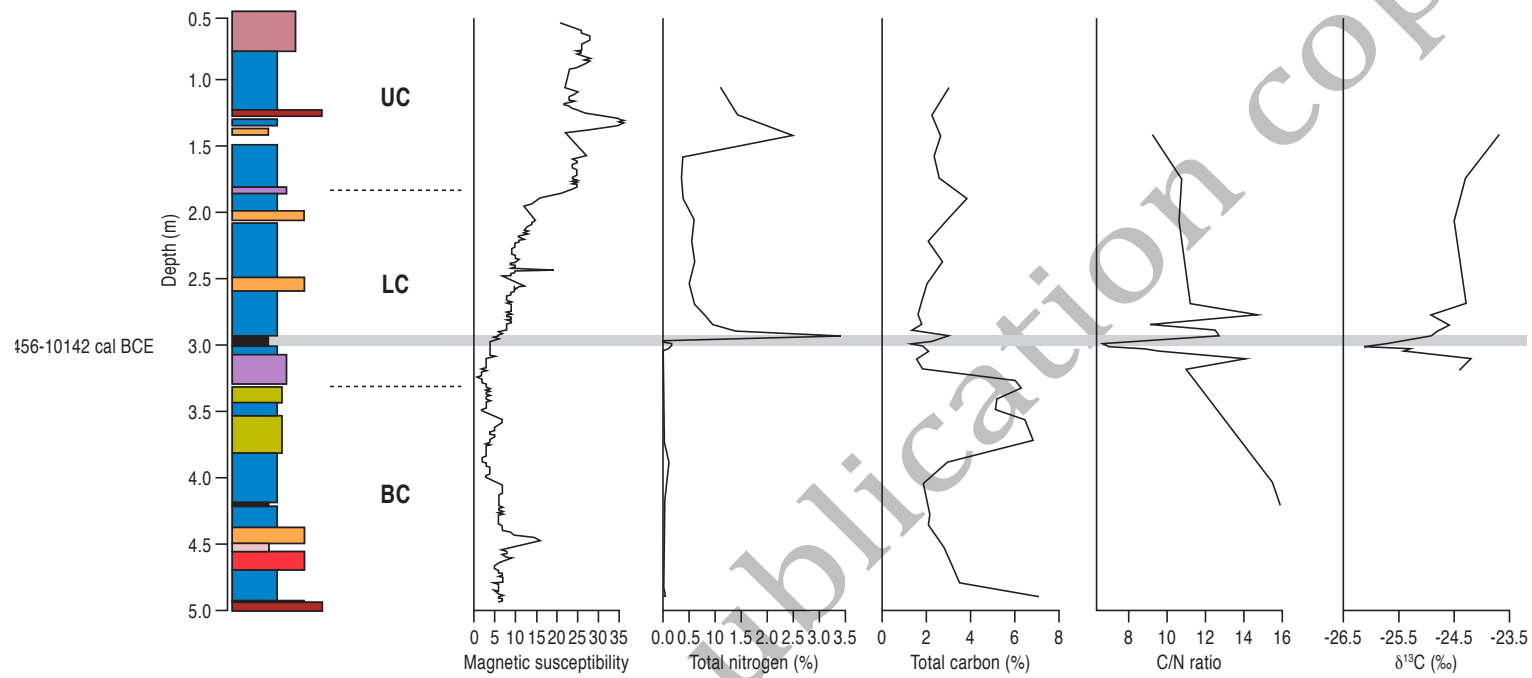 0.5
1.0
1.5
2.0
2.5
3.0
3.5
4.0
4.5
5.0
Depth (m)
456-10142 cal BCE
UC
LC
BC
0 5 10 15 20 25 30 35
Magnetic susceptibility
0.0 0.5 10 1.5 2.0 2.5 3.0 3.5
Total nitrogen (%)
0 2 4 6 8
Total carbon (%)
8 10 12 14 16
C/N ratio
-26.5 -25.5 -24.5 -23.5
δ¹³C (‰)
ublication cop